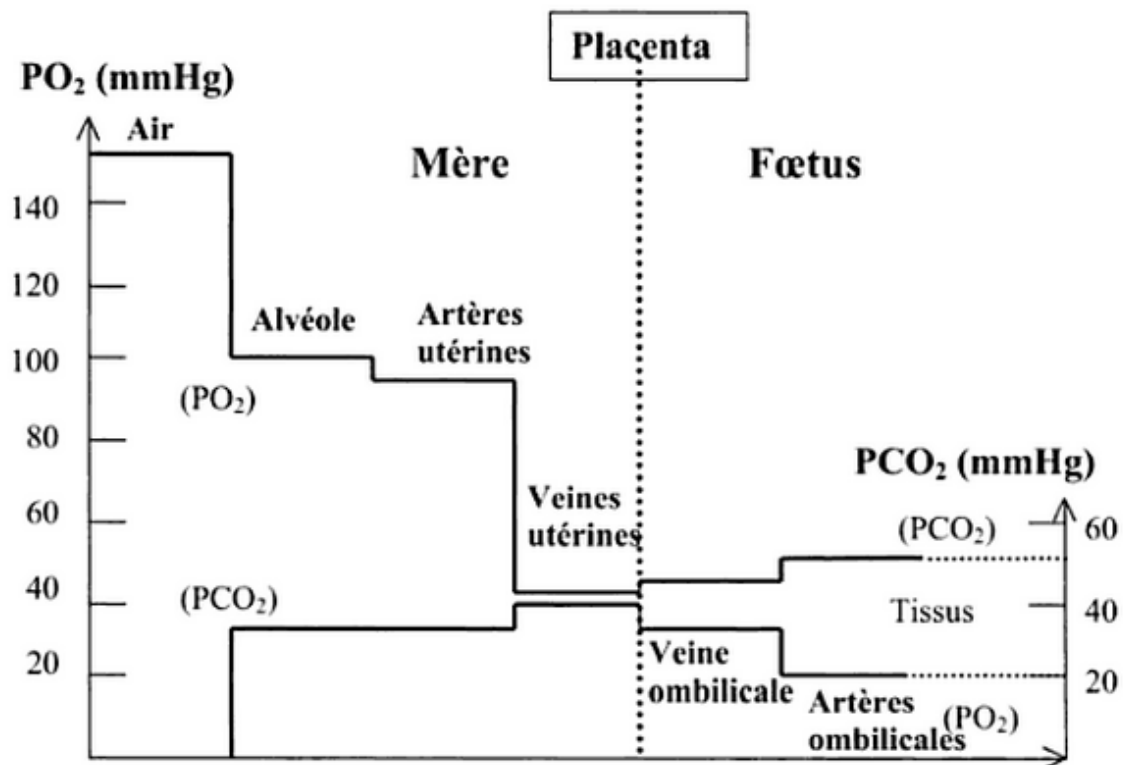 Placenta
PO₂ (mmHg)
Air
Mère
Fœtus
140
120
Alvéole
Artères
utérines
100
(PO₂)
80
PCO₂ (mmHg)
60
Veines
utérines
(PCO₂)
60
40
(PCO₂)
Tissus
40
20
Veine
ombilicale
20
Artères
ombilicales
(PO₂)